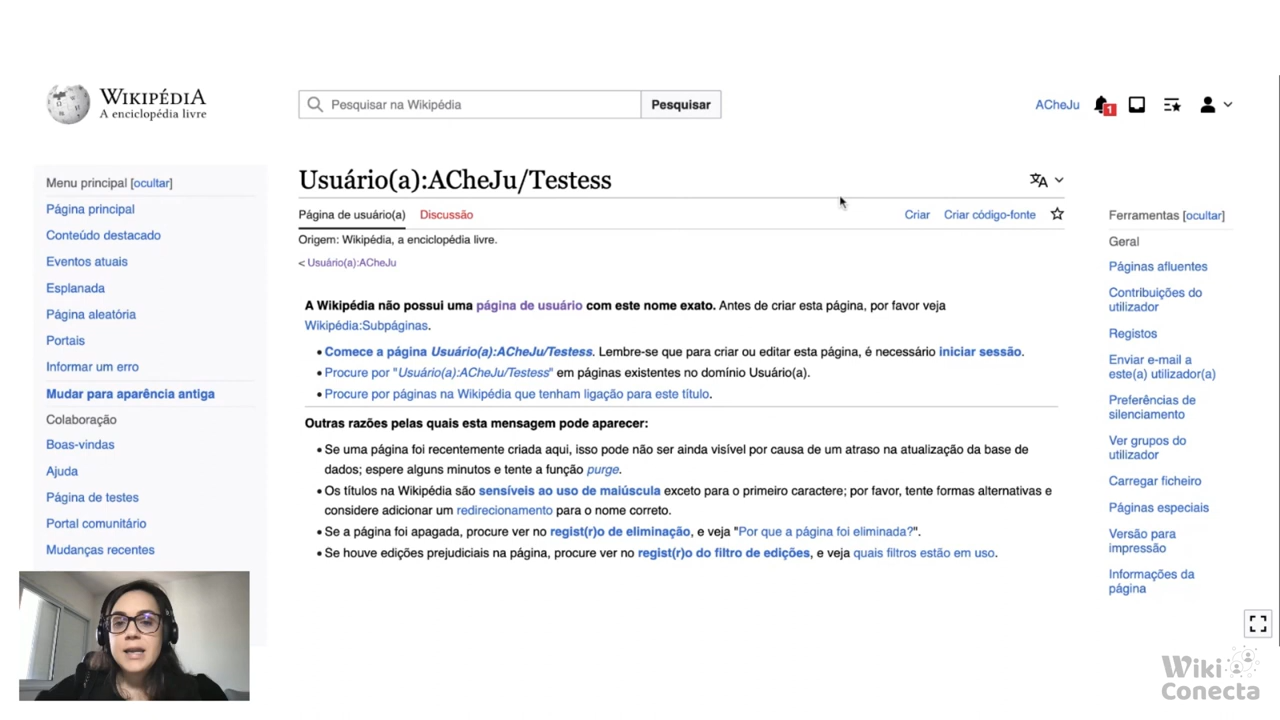 WIKIPÉDIA
A enciclopédia livre
Pesquisar na Wikipédia
Pesquisar
ACheJu
1
Menu principal [ocultar]
Página principal
Conteúdo destacado
Eventos atuais
Esplanada
Página aleatória
Portais
Informar um erro
Mudar para aparência antiga
Colaboração
Boas-vindas
Ajuda
Página de testes
Portal comunitário
Mudanças recentes
Usuário(a):ACheJu/Testess
Página de usuário(a) Discussão
Criar Criar código-fonte
Origem: Wikipédia, a enciclopédia livre.
< Usuário(a):ACheJu
A Wikipédia não possui uma página de usuário com este nome exato. Antes de criar esta página, por favor veja
Wikipédia:Subpáginas.
• Comece a página Usuário(a):ACheJu/Testess. Lembre-se que para criar ou editar esta página, é necessário iniciar sessão.
• Procure por "Usuário(a):ACheJu/Testess" em páginas existentes no domínio Usuário(a).
• Procure por páginas na Wikipédia que tenham ligação para este título.
Outras razões pelas quais esta mensagem pode aparecer:
• Se uma página foi recentemente criada aqui, isso pode não ser ainda visível por causa de um atraso na atualização da base de
dados; espere alguns minutos e tente a função purge.
• Os títulos na Wikipédia são sensíveis ao uso de maiúscula exceto para o primeiro caractere; por favor, tente formas alternativas e
considere adicionar um redirecionamento para o nome correto.
• Se a página foi apagada, procure ver no regist(r)o de eliminação, e veja "Por que a página foi eliminada?".
• Se houve edições prejudiciais na página, procure ver no regist(r)o do filtro de edições, e veja quais filtros estão em uso.
Ferramentas [ocultar]
Geral
Páginas afluentes
Contribuições do
utilizador
Registos
Enviar e-mail a
este(a) utilizador(a)
Preferências de
silenciamento
Ver grupos do
utilizador
Carregar ficheiro
Páginas especiais
Versão para
impressão
Informações da
página
Wiki
Conecta